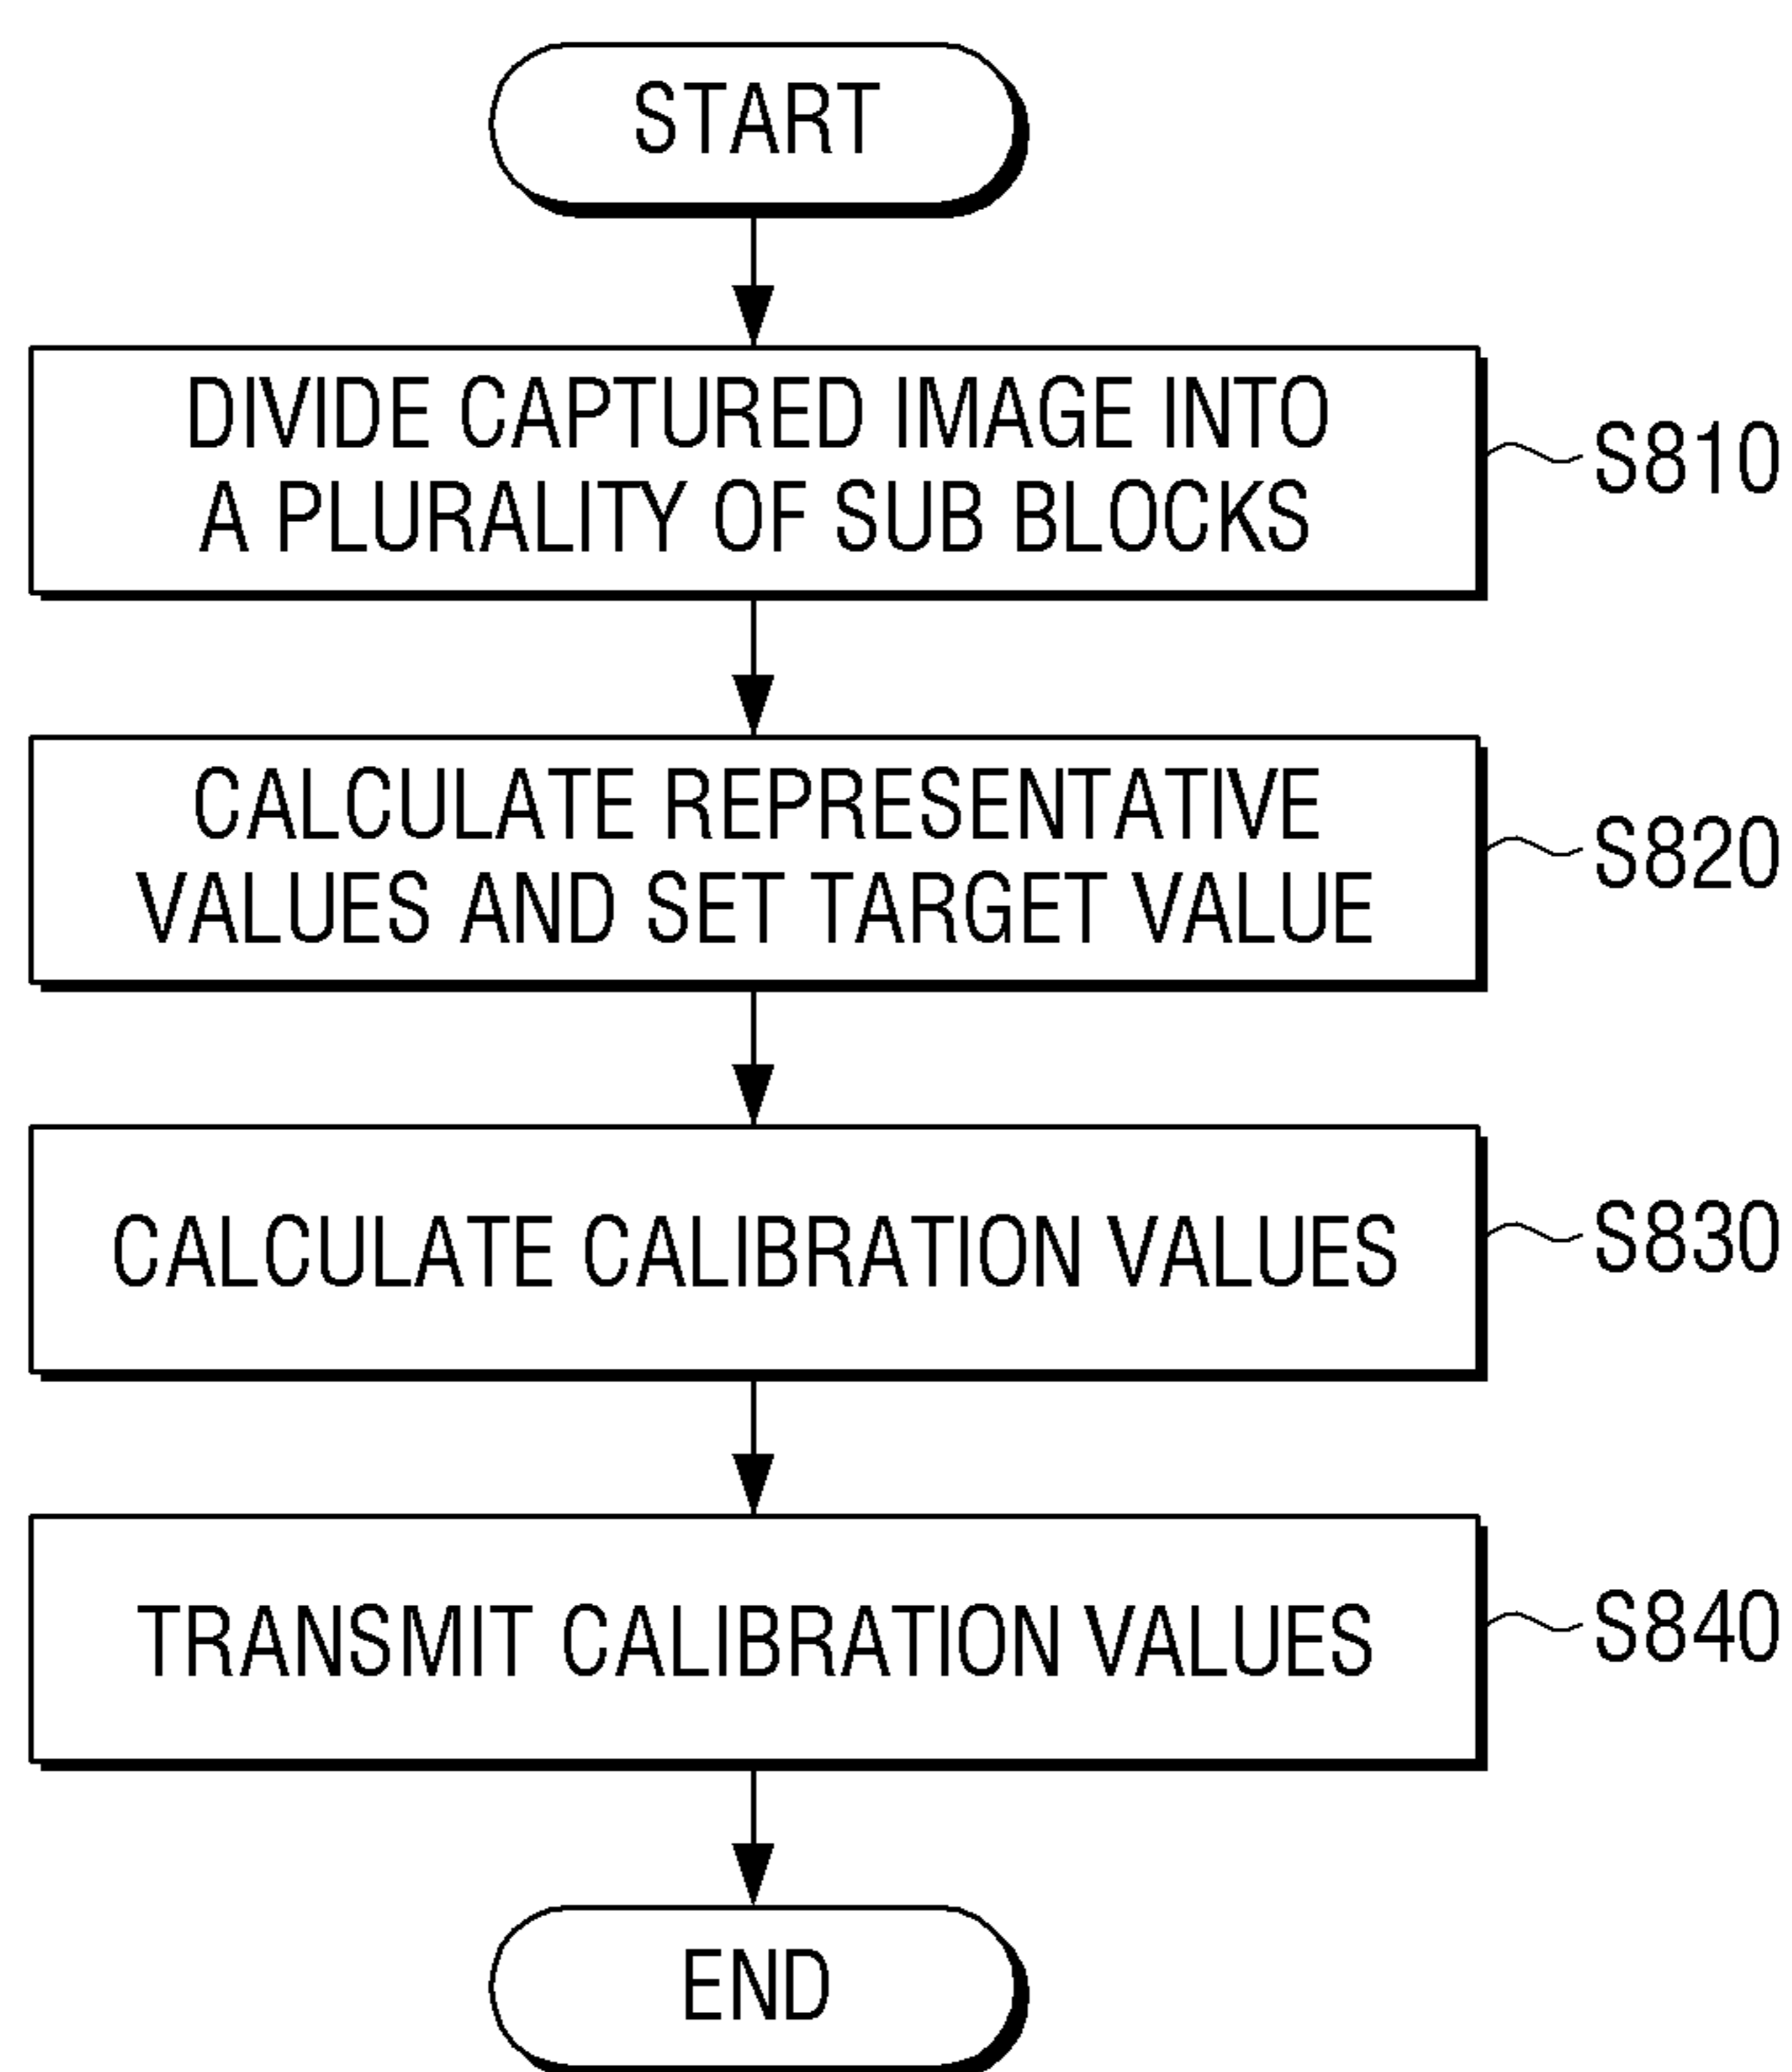 START
DIVIDE CAPTURED IMAGE INTO
A PLURALITY OF SUB BLOCKS
S810
CALCULATE REPRESENTATIVE
VALUES AND SET TARGET VALUE
S820
CALCULATE CALIBRATION VALUES
S830
TRANSMIT CALIBRATION VALUES
S840
END